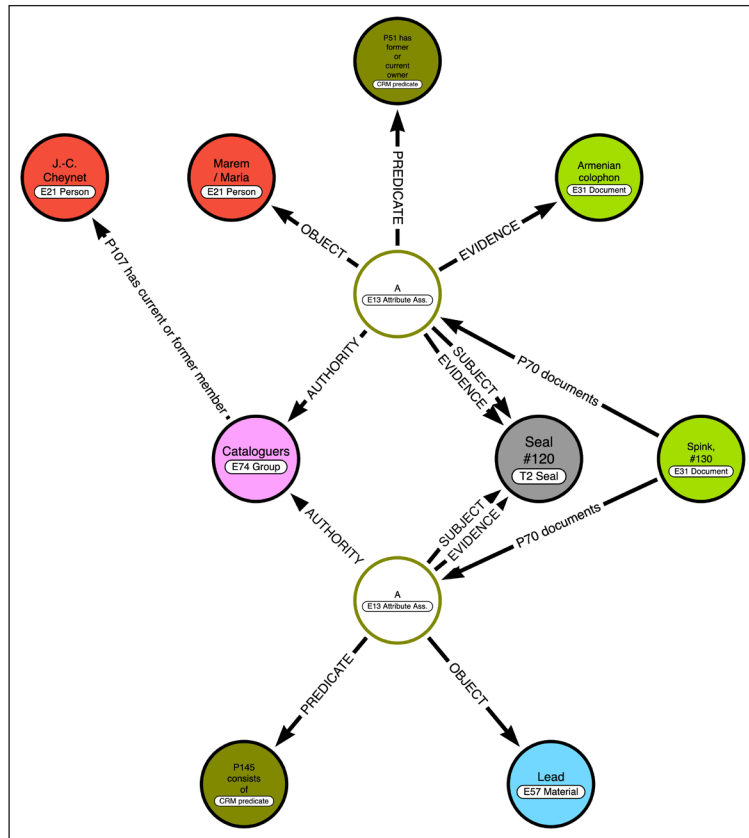 P51 has
former
or
current
owner
CRM predicate
J.-C.
Cheynet
E21 Person
Marem
/ Maria
E21 Person
Armenian
colophon
E31 Document
PREDICATE
OBJECT
EVIDENCE
P107 has current or former member
A
E13 Attribute Ass.
AUTHORITY
SUBJECT
EVIDENCE
P70 documents
Cataloguers
E74 Group
Seal
#120
T2 Seal
Spink,
#130
E31 Document
AUTHORITY
SUBJECT
EVIDENCE
P70 documents
A
E13 Attribute Ass.
PREDICATE
OBJECT
P145
consists
of
CRM predicate
Lead
E57 Material